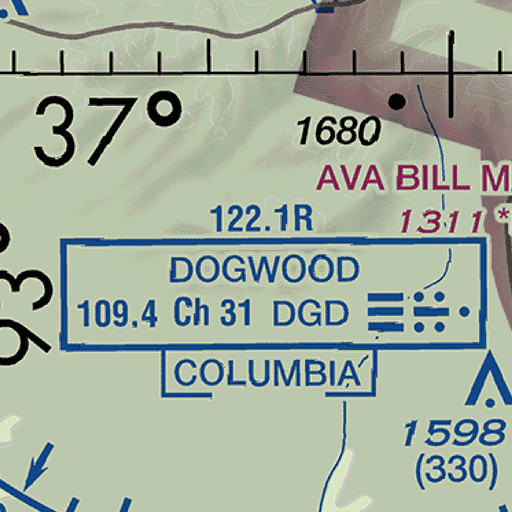 37°
1680
AVA BILL M
1311 *
122.1R
93°
DOGWOOD
109.4 Ch 31 DGD
COLUMBIA
1598
(330)